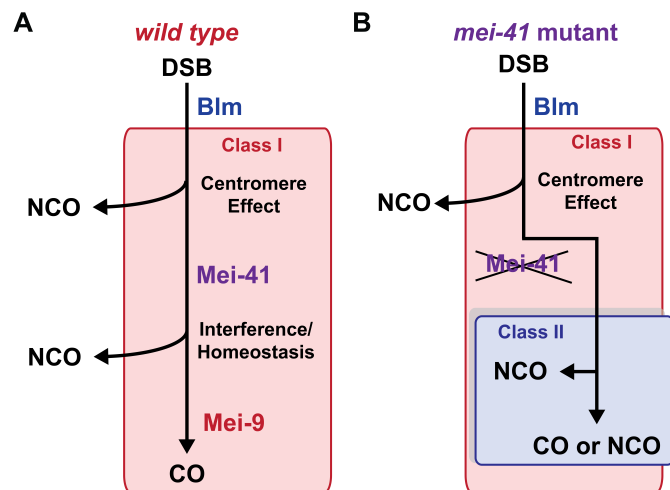 A
wild type
DSB
Blm
Class I
Centromere
Effect
NCO
Mei-41
Interference/
Homeostasis
NCO
Mei-9
CO
B
mei-41 mutant
DSB
Blm
Class I
Centromere
Effect
NCO
Mei-41
Class II
NCO
CO or NCO